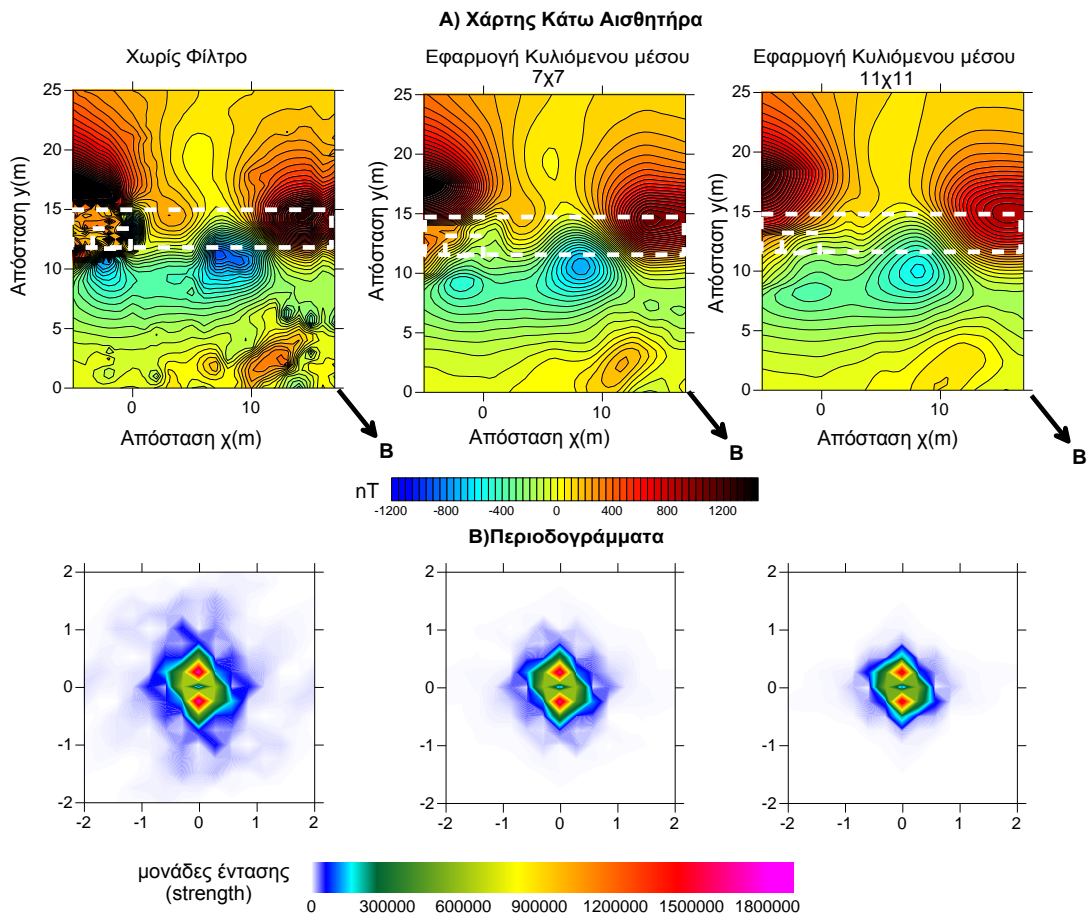 A) Χάρτης Κάτω Αισθητήρα
Χωρίς Φίλτρο
Εφαρμογή Κυλιόμενου μέσου
7χ7
Εφαρμογή Κυλιόμενου μέσου
11χ11
25
20
15
10
5
0
Απόσταση y(m)
0 10
Απόσταση χ(m)
B
25
20
15
10
5
0
Απόσταση y(m)
0 10
Απόσταση χ(m)
B
25
20
15
10
5
0
Απόσταση y(m)
0 10
Απόσταση χ(m)
B
nT
-1200 -800 -400 0 400 800 1200
Β)Περιοδογράμματα
2
1
0
-1
-2
-2 -1 0 1 2
2
1
0
-1
-2
-2 -1 0 1 2
2
1
0
-1
-2
-2 -1 0 1 2
μονάδες έντασης
(strength)
0 300000 600000 900000 1200000 1500000 1800000